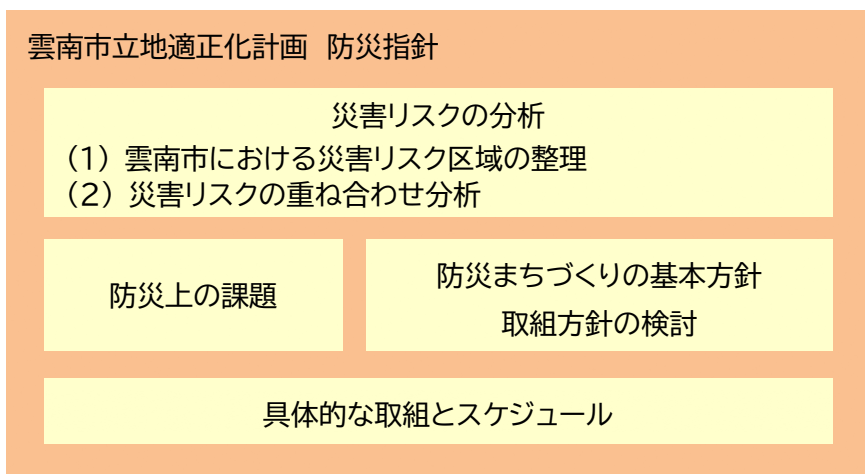 雲南市立地適正化計画 防災指針
災害リスクの分析
（1）雲南市における災害リスク区域の整理
（2）災害リスクの重ね合わせ分析
防災上の課題
防災まちづくりの基本方針
取組方針の検討
具体的な取組とスケジュール